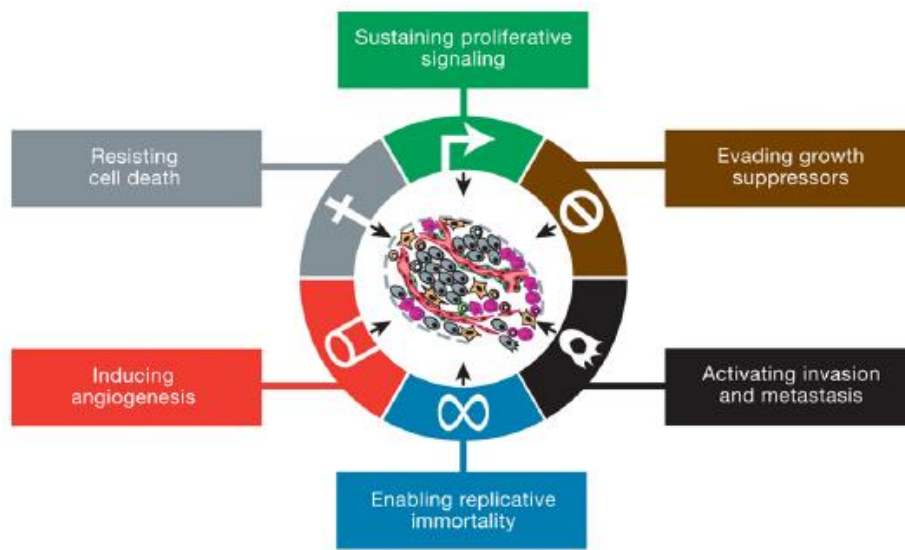 Sustaining proliferative
signaling
Resisting
cell death
Evading growth
suppressors
Inducing
angiogenesis
Activating invasion
and metastasis
Enabling replicative
immortality